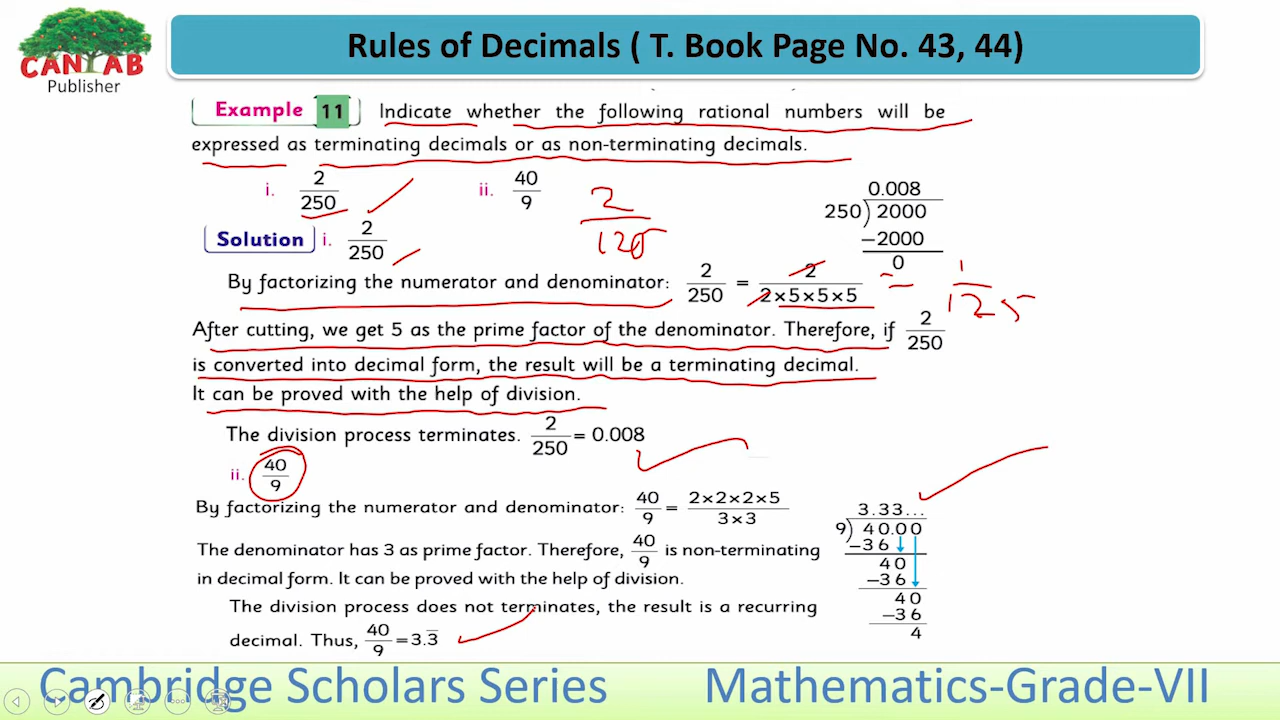 CANTAB
Publisher
Rules of Decimals ( T. Book Page No. 43, 44)
Example 11 Indicate whether the following rational numbers will be
expressed as terminating decimals or as non-terminating decimals.
i. 2/250 ii. 40/9
2/125
0.008
250)2000
−2000
0
Solution i. 2/250
By factorizing the numerator and denominator: 2/250 = 2/2×5×5×5 = 1/125
After cutting, we get 5 as the prime factor of the denominator. Therefore, if 2/250
is converted into decimal form, the result will be a terminating decimal.
It can be proved with the help of division.
The division process terminates. 2/250 = 0.008
ii. 40/9
By factorizing the numerator and denominator: 40/9 = 2×2×2×5/3×3
The denominator has 3 as prime factor. Therefore, 40/9 is non-terminating
in decimal form. It can be proved with the help of division.
The division process does not terminates, the result is a recurring
decimal. Thus, 40/9 = 3.3̅
3.33...
9)40.00
−36
40
−36
40
−36
4
Cambridge Scholars Series Mathematics-Grade-VII